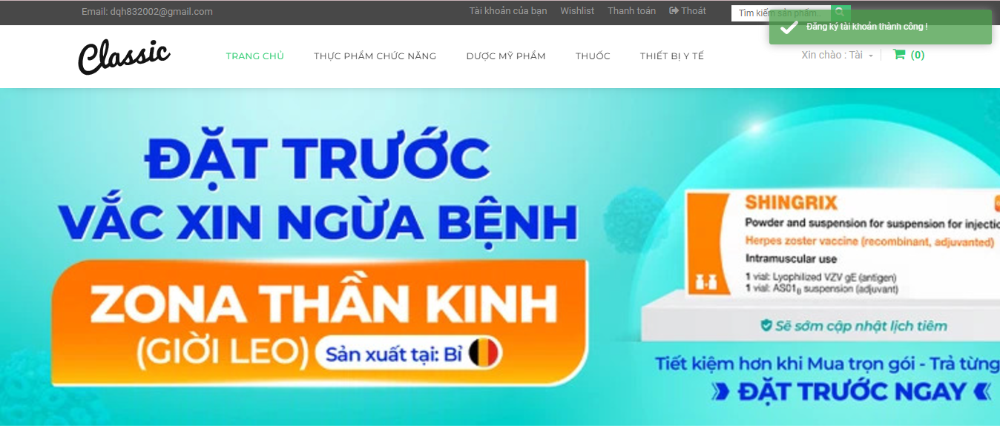 Email: dqh832002@gmail.com
Tài khoản của bạn Wishlist Thanh toán Thoát
Tìm kiếm sản phẩm..
Đăng ký tài khoản thành công !
Classic
TRANG CHỦ THỰC PHẨM CHỨC NĂNG DƯỢC MỸ PHẨM THUỐC THIẾT BỊ Y TẾ
Xin chào : Tài
(0)
ĐẶT TRƯỚC
VẮC XIN NGỪA BỆNH
ZONA THẦN KINH
(GIỜI LEO)
Sản xuất tại: Bỉ
SHINGRIX
Powder and suspension for suspension for injectio
Herpes zoster vaccine (recombinant, adjuvanted)
Intramuscular use
1 vial: Lyophilized VZV gE (antigen)
1 vial: AS01B suspension (adjuvant)
Sẽ sớm cập nhật lịch tiêm
Tiết kiệm hơn khi Mua trọn gói - Trả từng
ĐẶT TRƯỚC NGAY